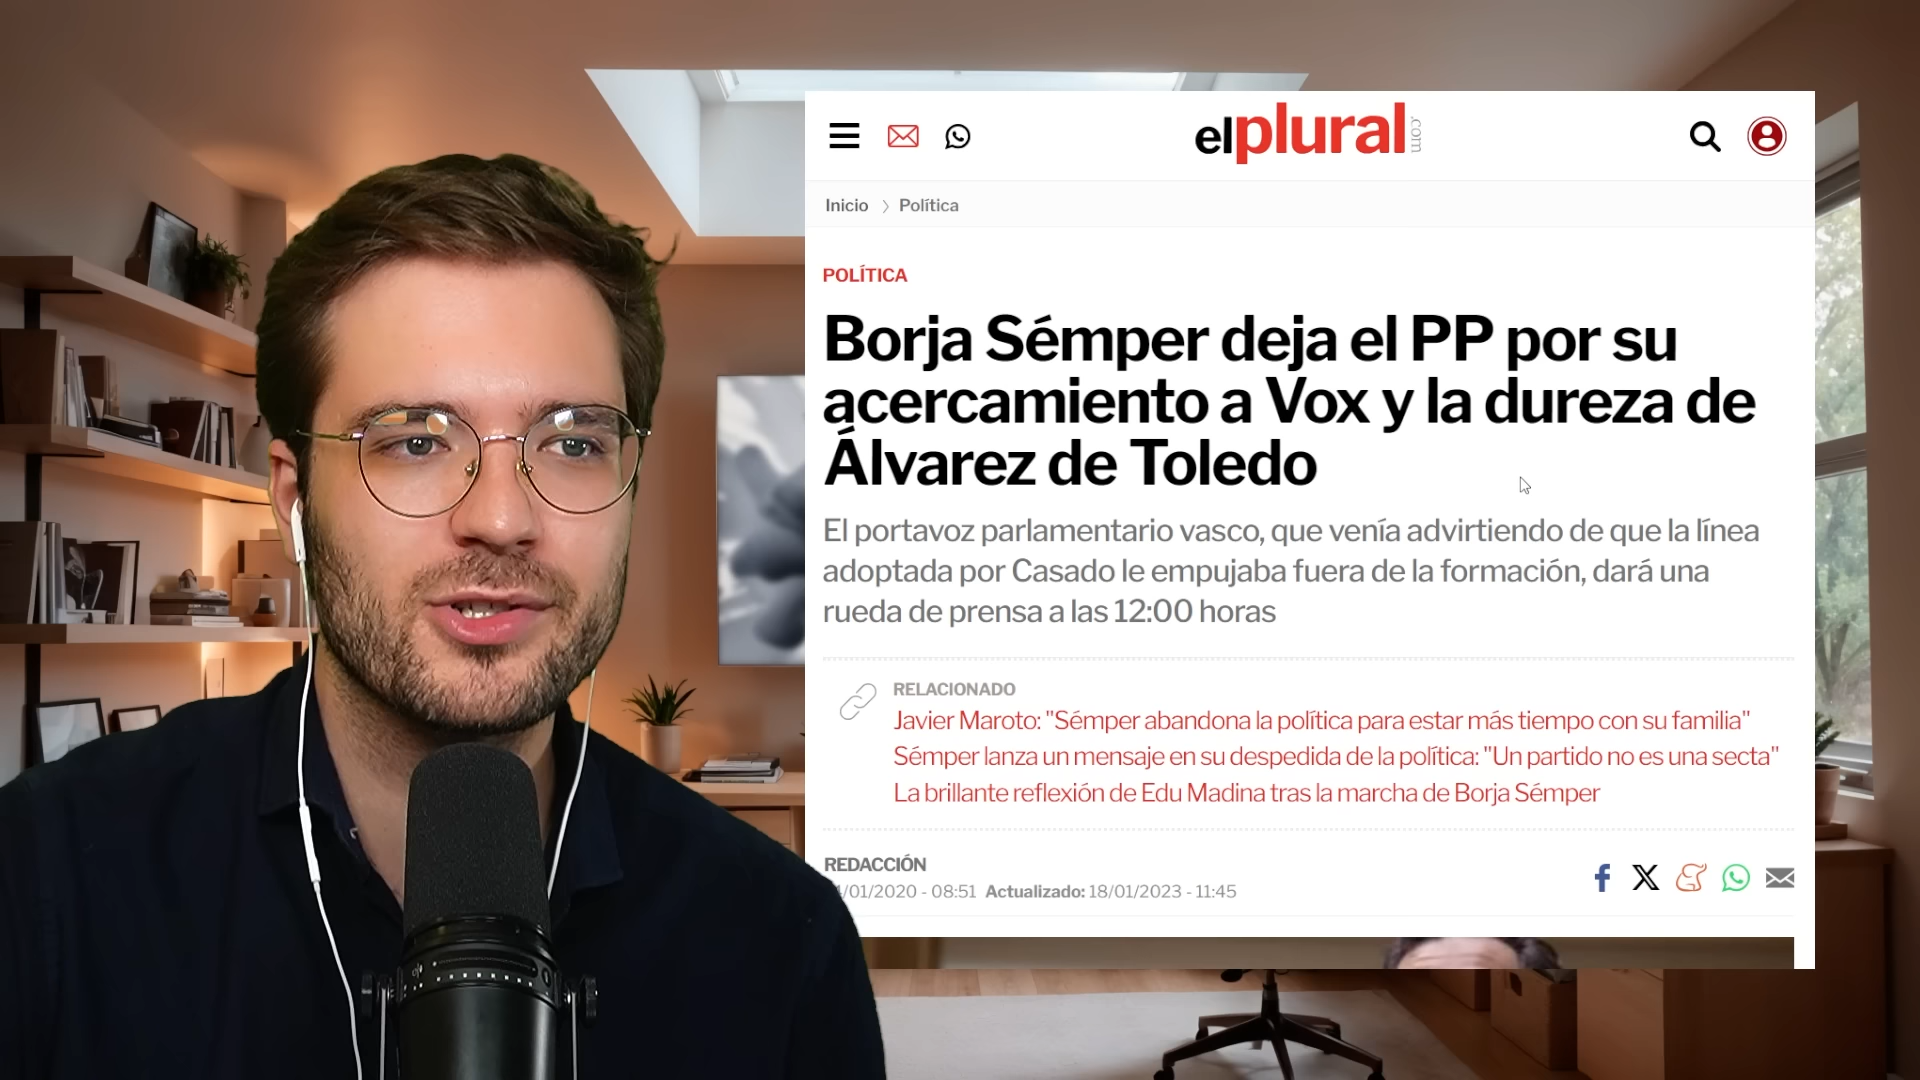 elplural.com
Inicio > Política
POLÍTICA
Borja Sémper deja el PP por su
acercamiento a Vox y la dureza de
Álvarez de Toledo
El portavoz parlamentario vasco, que venía advirtiendo de que la línea
adoptada por Casado le empujaba fuera de la formación, dará una
rueda de prensa a las 12:00 horas
RELACIONADO
Javier Maroto: "Sémper abandona la política para estar más tiempo con su familia"
Sémper lanza un mensaje en su despedida de la política: "Un partido no es una secta"
La brillante reflexión de Edu Madina tras la marcha de Borja Sémper
REDACCIÓN
/01/2020 - 08:51 Actualizado: 18/01/2023 - 11:45